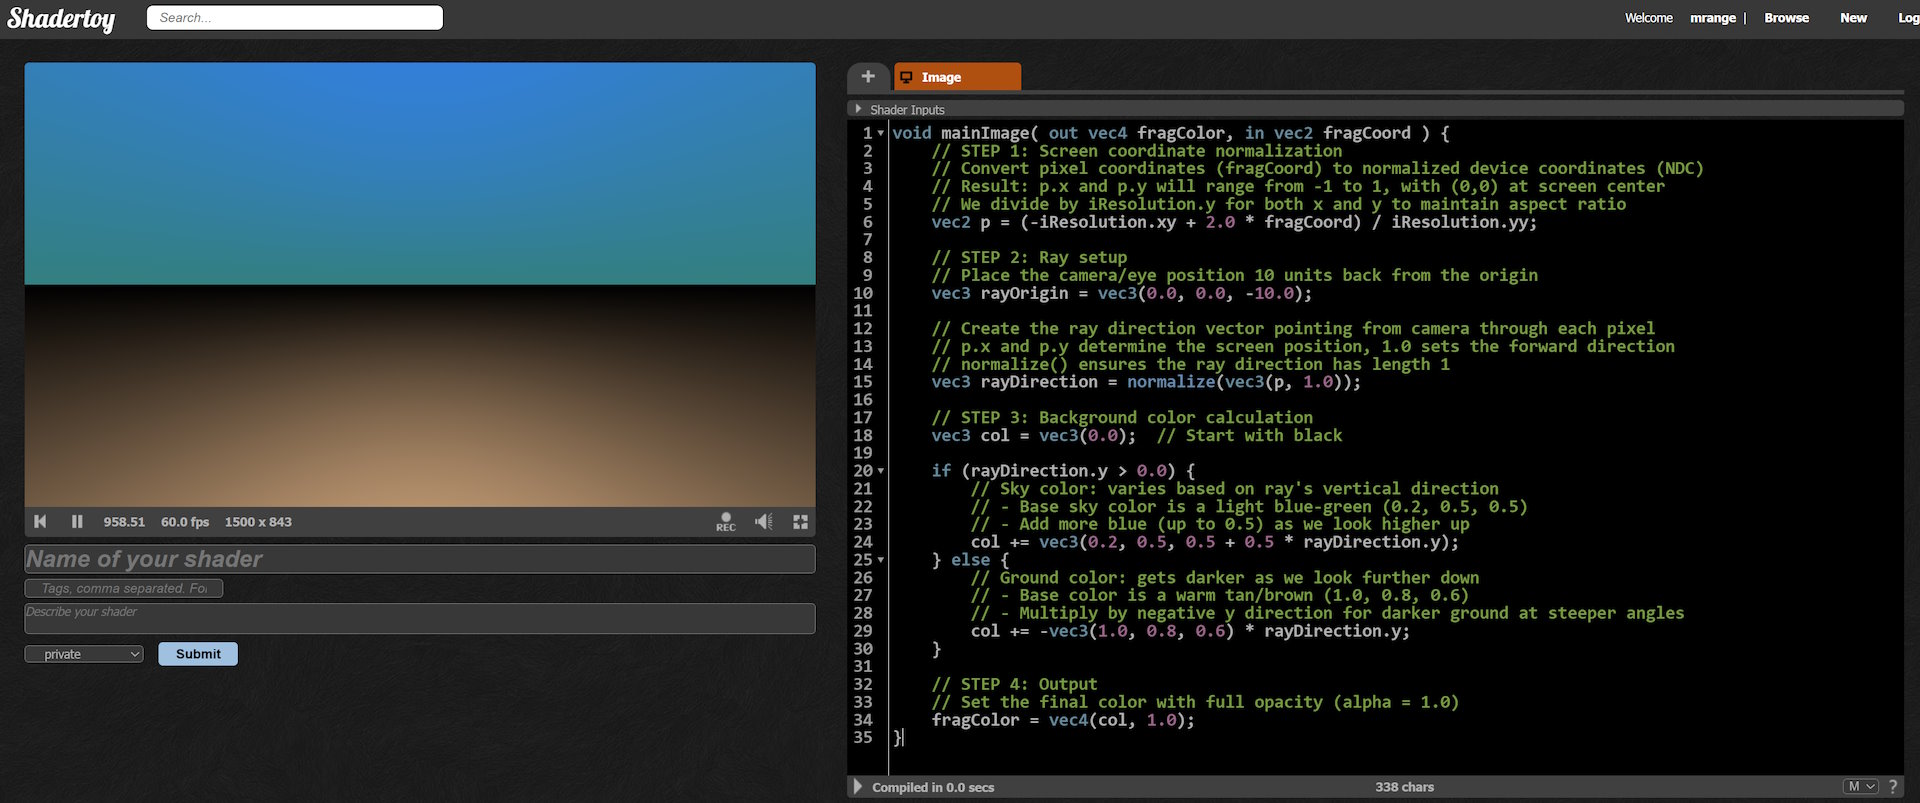 Shadertoy
Search...
Welcome mrange | Browse New Log
958.51 60.0 fps 1500 x 843
REC
Name of your shader
Tags, comma separated. Fo
Describe your shader
private
Submit
+ Image
Shader Inputs
1 void mainImage( out vec4 fragColor, in vec2 fragCoord ) {
2 // STEP 1: Screen coordinate normalization
3 // Convert pixel coordinates (fragCoord) to normalized device coordinates (NDC)
4 // Result: p.x and p.y will range from -1 to 1, with (0,0) at screen center
5 // We divide by iResolution.y for both x and y to maintain aspect ratio
6 vec2 p = (-iResolution.xy + 2.0 * fragCoord) / iResolution.yy;
7
8 // STEP 2: Ray setup
9 // Place the camera/eye position 10 units back from the origin
10 vec3 rayOrigin = vec3(0.0, 0.0, -10.0);
11
12 // Create the ray direction vector pointing from camera through each pixel
13 // p.x and p.y determine the screen position, 1.0 sets the forward direction
14 // normalize() ensures the ray direction has length 1
15 vec3 rayDirection = normalize(vec3(p, 1.0));
16
17 // STEP 3: Background color calculation
18 vec3 col = vec3(0.0);  // Start with black
19
20 if (rayDirection.y > 0.0) {
21 // Sky color: varies based on ray's vertical direction
22 // - Base sky color is a light blue-green (0.2, 0.5, 0.5)
23 // - Add more blue (up to 0.5) as we look higher up
24 col += vec3(0.2, 0.5, 0.5 + 0.5 * rayDirection.y);
25 } else {
26 // Ground color: gets darker as we look further down
27 // - Base color is a warm tan/brown (1.0, 0.8, 0.6)
28 // - Multiply by negative y direction for darker ground at steeper angles
29 col += -vec3(1.0, 0.8, 0.6) * rayDirection.y;
30 }
31
32 // STEP 4: Output
33 // Set the final color with full opacity (alpha = 1.0)
34 fragColor = vec4(col, 1.0);
35 }
Compiled in 0.0 secs 338 chars M ?